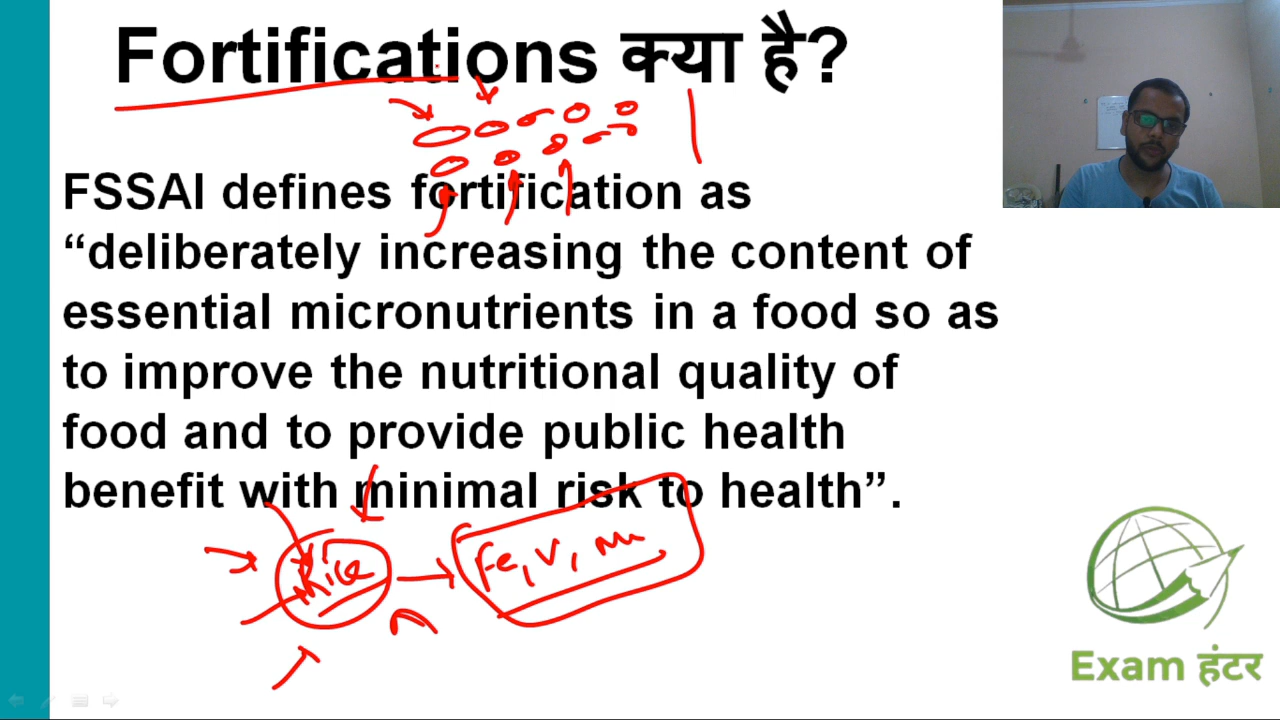 Fortifications क्या है?
FSSAI defines fortification as
“deliberately increasing the content of
essential micronutrients in a food so as
to improve the nutritional quality of
food and to provide public health
benefit with minimal risk to health”.
Rice
Fe, V,
Exam हंटर